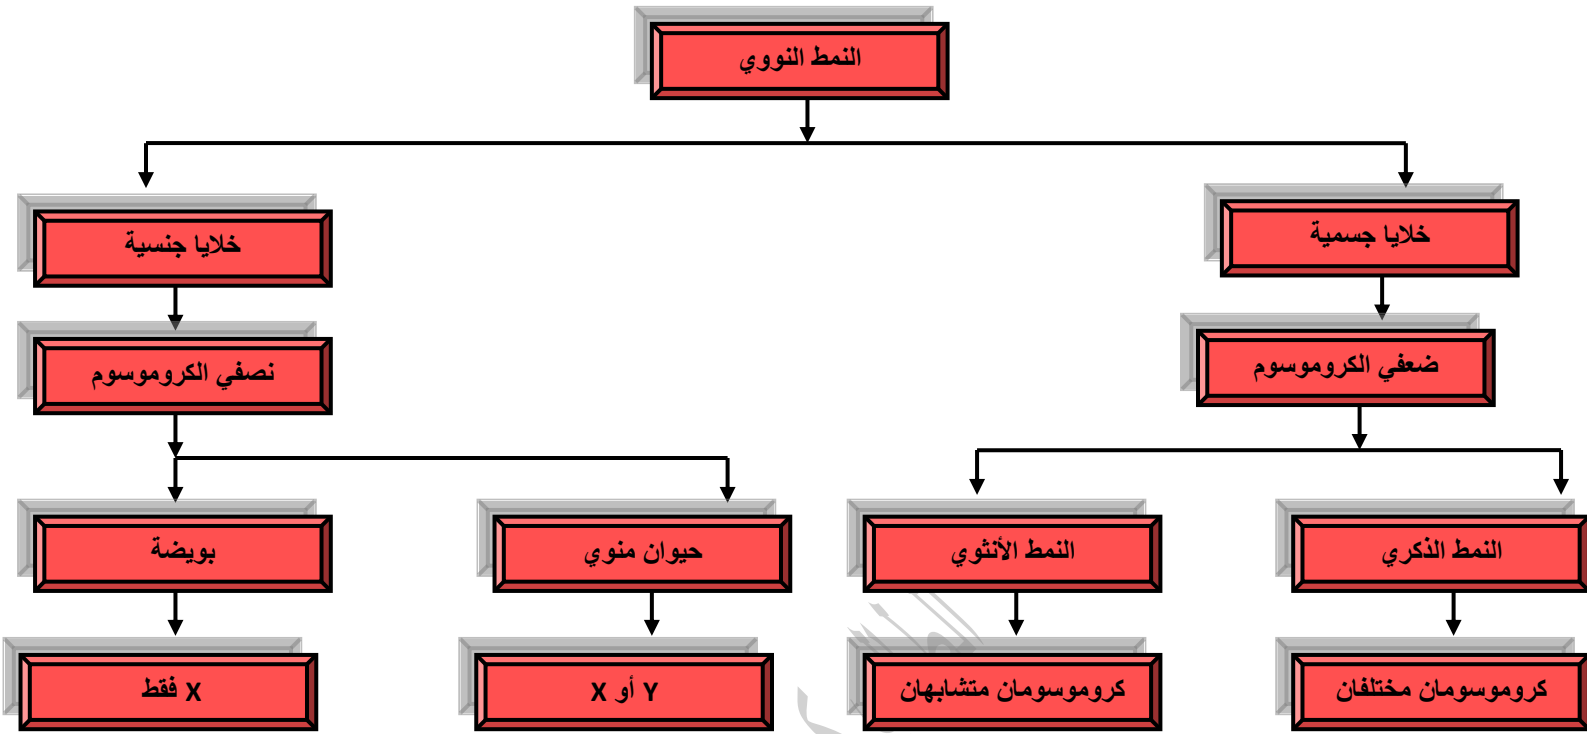 النمط النووي
خلايا جسمية
خلايا جنسية
ضعفي الكروموسوم
نصفي الكروموسوم
النمط الذكري
النمط الأنثوي
حيوان منوي
بويضة
كروموسومان مختلفان
كروموسومان متشابهان
Y أو X
X فقط